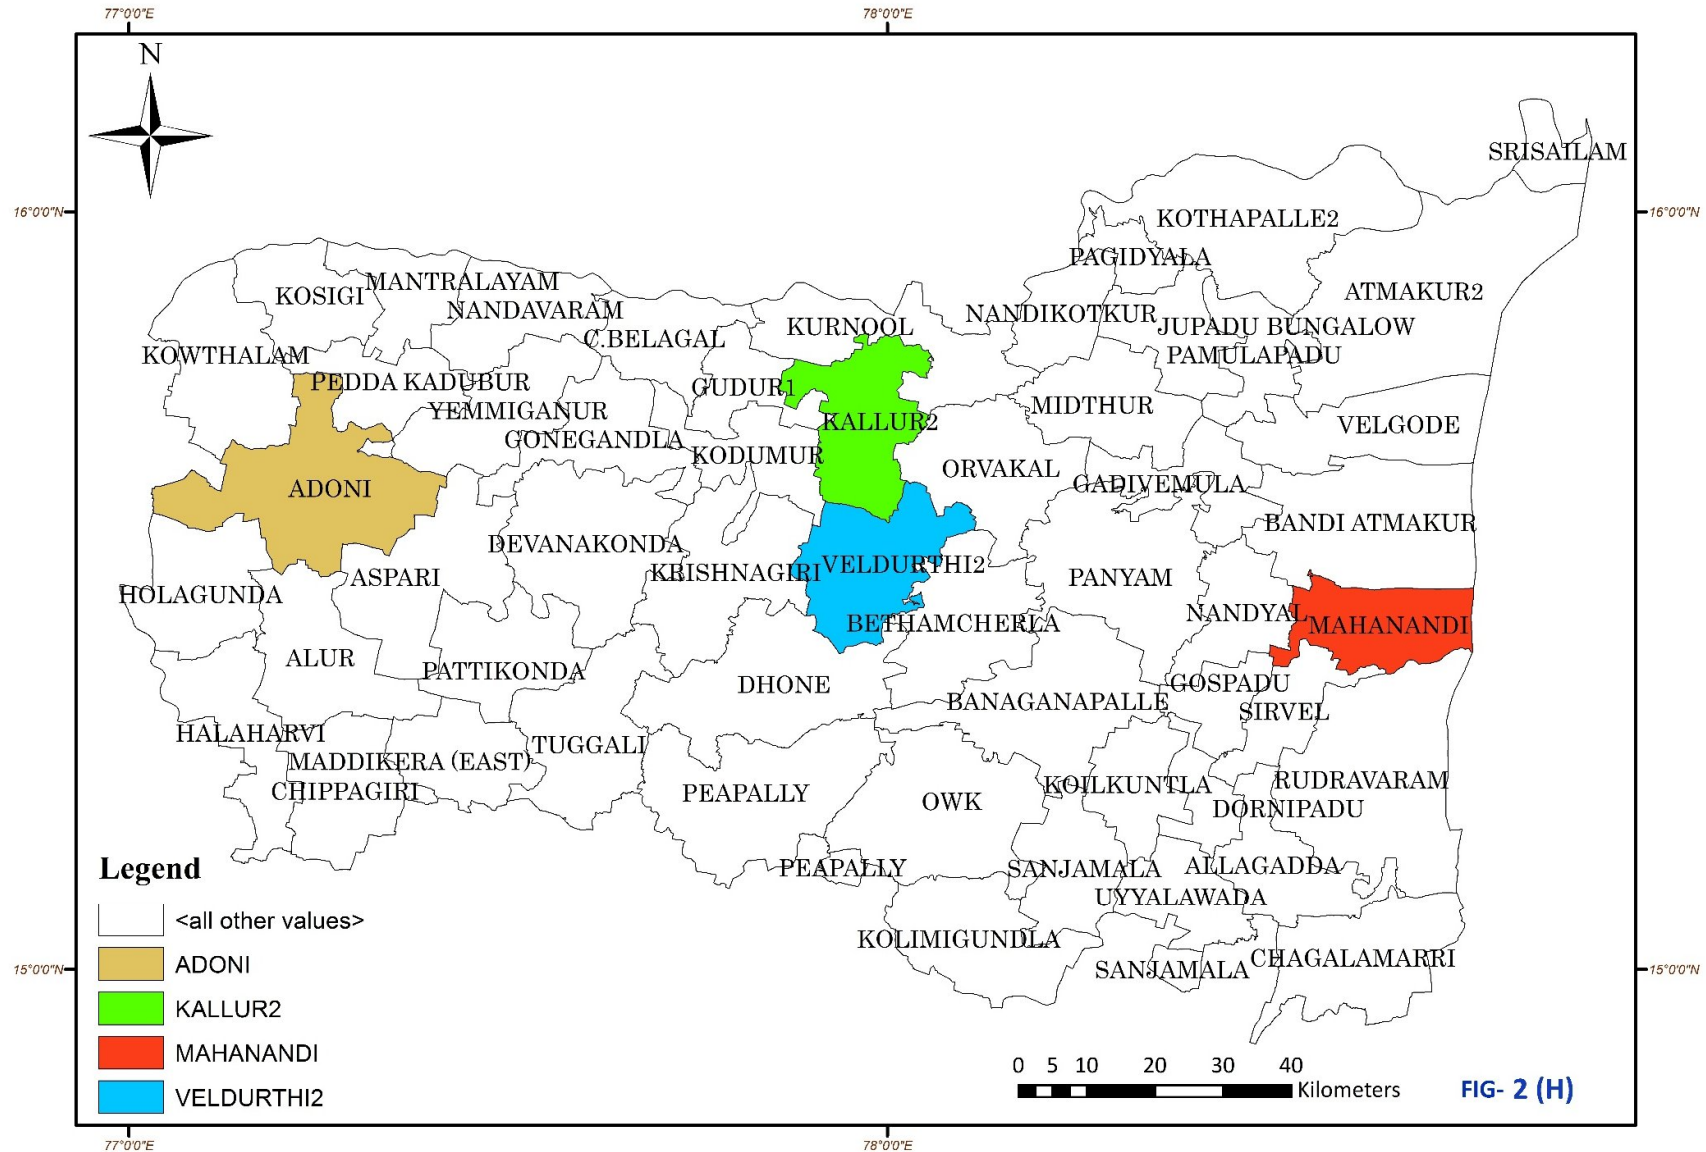 77°0'0"E
78°0'0"E
N
SRISAILAM
16°0'0"N
16°0'0"N
KOTHAPALLE2
PAGIDYALA
MANTRALAYAM
KOSIGI
ATMAKUR2
NANDAVARAM
NANDIKOTKUR
KURNOOL
JUPADU BUNGALOW
C.BELAGAL
KOWTHALAM
PAMULAPADU
PEDDA KADUBUR
GUDUR1
YEMMIGANUR
MIDTHUR
KALLUR2
VELGODE
GONEGANDLA
KODUMUR
ORVAKAL
GADIVEMULA
ADONI
BANDI ATMAKUR
DEVANAKONDA
VELDURTHI2
KRISHNAGIRI
ASPARI
PANYAM
HOLAGUNDA
NANDYAL
BETHAMCHERLA
MAHANANDI
ALUR
PATTIKONDA
DHONE
GOSPADU
BANAGANAPALLE
SIRVEL
HALAHARVI
TUGGALI
MADDIKERA (EAST)
RUDRAVARAM
KOILKUNTLA
CHIPPAGIRI
PEAPALLY
OWK
DORNIPADU
PEAPALLY
SANJAMALA
ALLAGADDA
UYYALAWADA
KOLIMIGUNDLA
CHAGALAMARRI
SANJAMALA
15°0'0"N
15°0'0"N
Legend
<all other values>
ADONI
KALLUR2
MAHANANDI
VELDURTHI2
0 5 10 20 30 40
Kilometers
FIG- 2 (H)
77°0'0"E
78°0'0"E